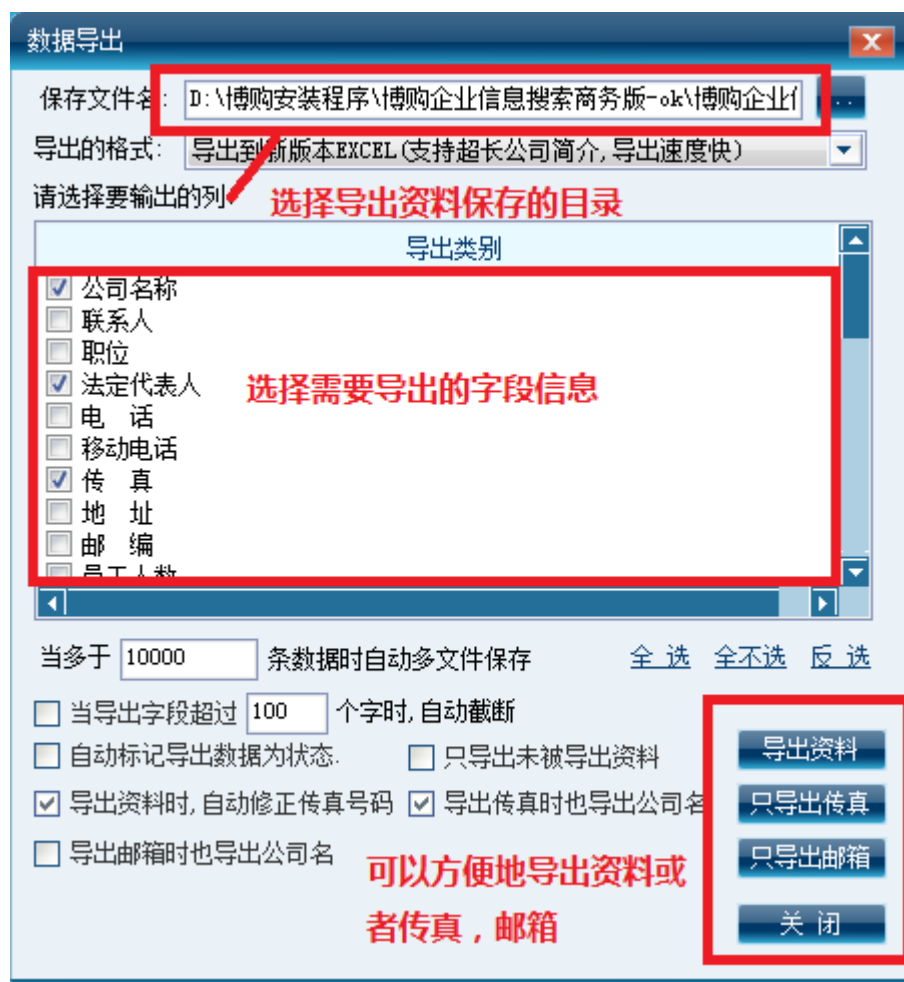 数据导出
保存文件名: D:\博购安装程序\博购企业信息搜索商务版-ok\博购企业信 ..
导出的格式: 导出到新版本EXCEL(支持超长公司简介,导出速度快)
请选择要输出的列
选择导出资料保存的目录
导出类别
公司名称
联系人
职位
法定代表人
选择需要导出的字段信息
电 话
移动电话
传 真
地 址
邮 编
员工人数
当多于 10000 条数据时自动多文件保存 全 选 全不选 反 选
当导出字段超过 100 个字时,自动截断
自动标记导出数据为状态. 只导出未被导出资料
导出资料时,自动修正传真号码 导出传真时也导出公司名
导出邮箱时也导出公司名
导出资料
只导出传真
只导出邮箱
关 闭
可以方便地导出资料或
者传真，邮箱